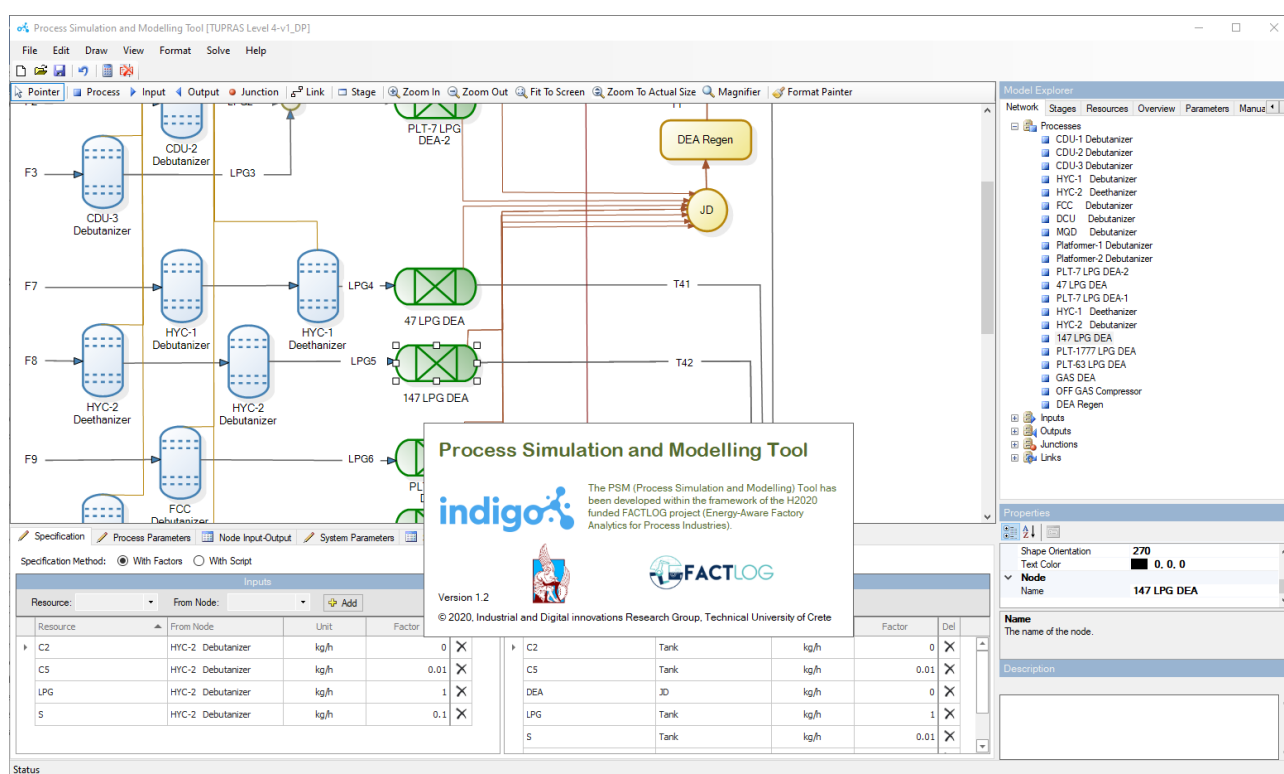 Process Simulation and Modelling Tool [TUPRAS Level 4-v1_DP]
File Edit Draw View Format Solve Help
Pointer Process Input Output Junction Link Stage Zoom In Zoom Out Fit To Screen Zoom To Actual Size Magnifier Format Painter
CDU-2
Debutanizer
PLT-7 LPG
DEA-2
DEA Regen
F3
LPG3
CDU-3
Debutanizer
JD
F7
LPG4
T41
HYC-1
Debutanizer
HYC-1
Deethanizer
47 LPG DEA
F8
LPG5
T42
HYC-2
Deethanizer
HYC-2
Debutanizer
147 LPG DEA
F9
LPG6
FCC
Debutanizer
Process Simulation and Modelling Tool
indigo
The PSM (Process Simulation and Modelling) Tool has
been developed within the framework of the H2020
funded FACTLOG project (Energy-Aware Factory
Analytics for Process Industries).
FACTLOG
Version 1.2
© 2020, Industrial and Digital innovations Research Group, Technical University of Crete
Specification Process Parameters Node Input-Output System Parameters
Specification Method: With Factors With Script
Inputs
Resource: From Node: Add
Resource From Node Unit Factor
C2 HYC-2 Debutanizer kg/h 0
C5 HYC-2 Debutanizer kg/h 0.01
LPG HYC-2 Debutanizer kg/h 1
S HYC-2 Debutanizer kg/h 0.1
Factor Del
C2 Tank kg/h 0
C5 Tank kg/h 0.01
DEA JD kg/h 0
LPG Tank kg/h 1
S Tank kg/h 0.01
Model Explorer
Network Stages Resources Overview Parameters Manua
Processes
CDU-1 Debutanizer
CDU-2 Debutanizer
CDU-3 Debutanizer
HYC-1 Debutanizer
HYC-2 Deethanizer
FCC Debutanizer
DCU Debutanizer
MQD Debutanizer
Platformer-1 Debutanizer
Platformer-2 Debutanizer
PLT-7 LPG DEA-2
47 LPG DEA
PLT-7 LPG DEA-1
HYC-1 Deethanizer
HYC-2 Debutanizer
147 LPG DEA
PLT-1777 LPG DEA
PLT-63 LPG DEA
GAS DEA
OFF GAS Compressor
DEA Regen
Inputs
Outputs
Junctions
Links
Properties
Shape Orientation 270
Text Color 0, 0, 0
Node
Name 147 LPG DEA
Name
The name of the node.
Description
Status